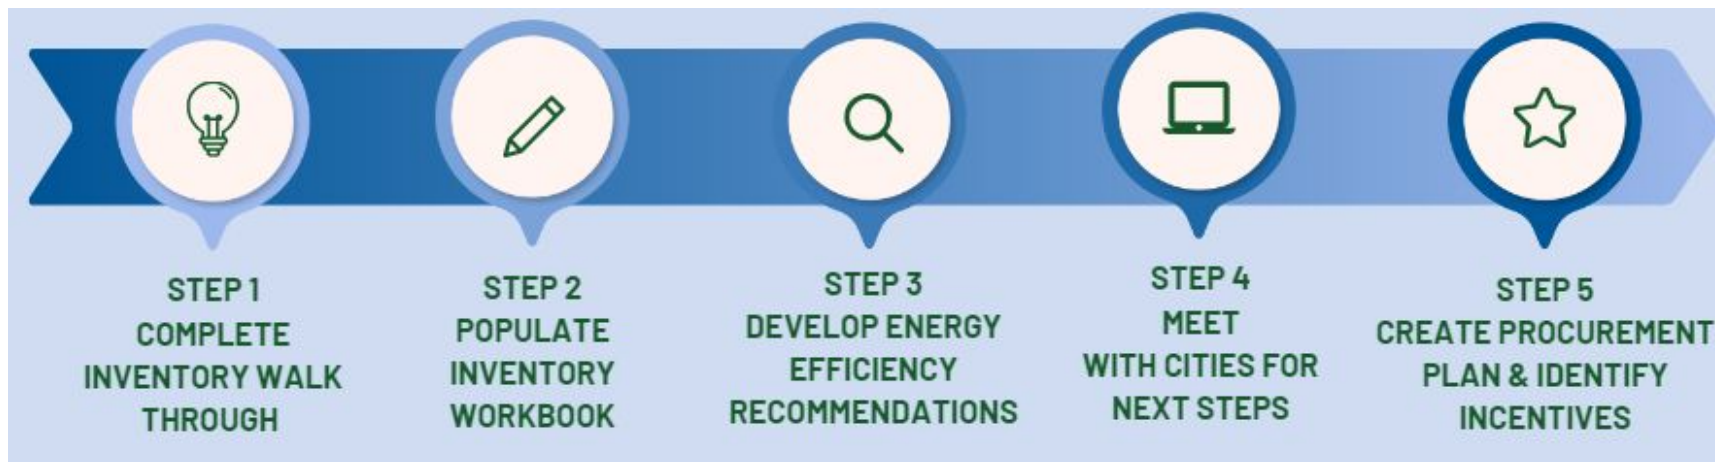 STEP 1
COMPLETE
INVENTORY WALK
THROUGH
STEP 2
POPULATE
INVENTORY
WORKBOOK
STEP 3
DEVELOP ENERGY
EFFICIENCY
RECOMMENDATIONS
STEP 4
MEET
WITH CITIES FOR
NEXT STEPS
STEP 5
CREATE PROCUREMENT
PLAN & IDENTIFY
INCENTIVES